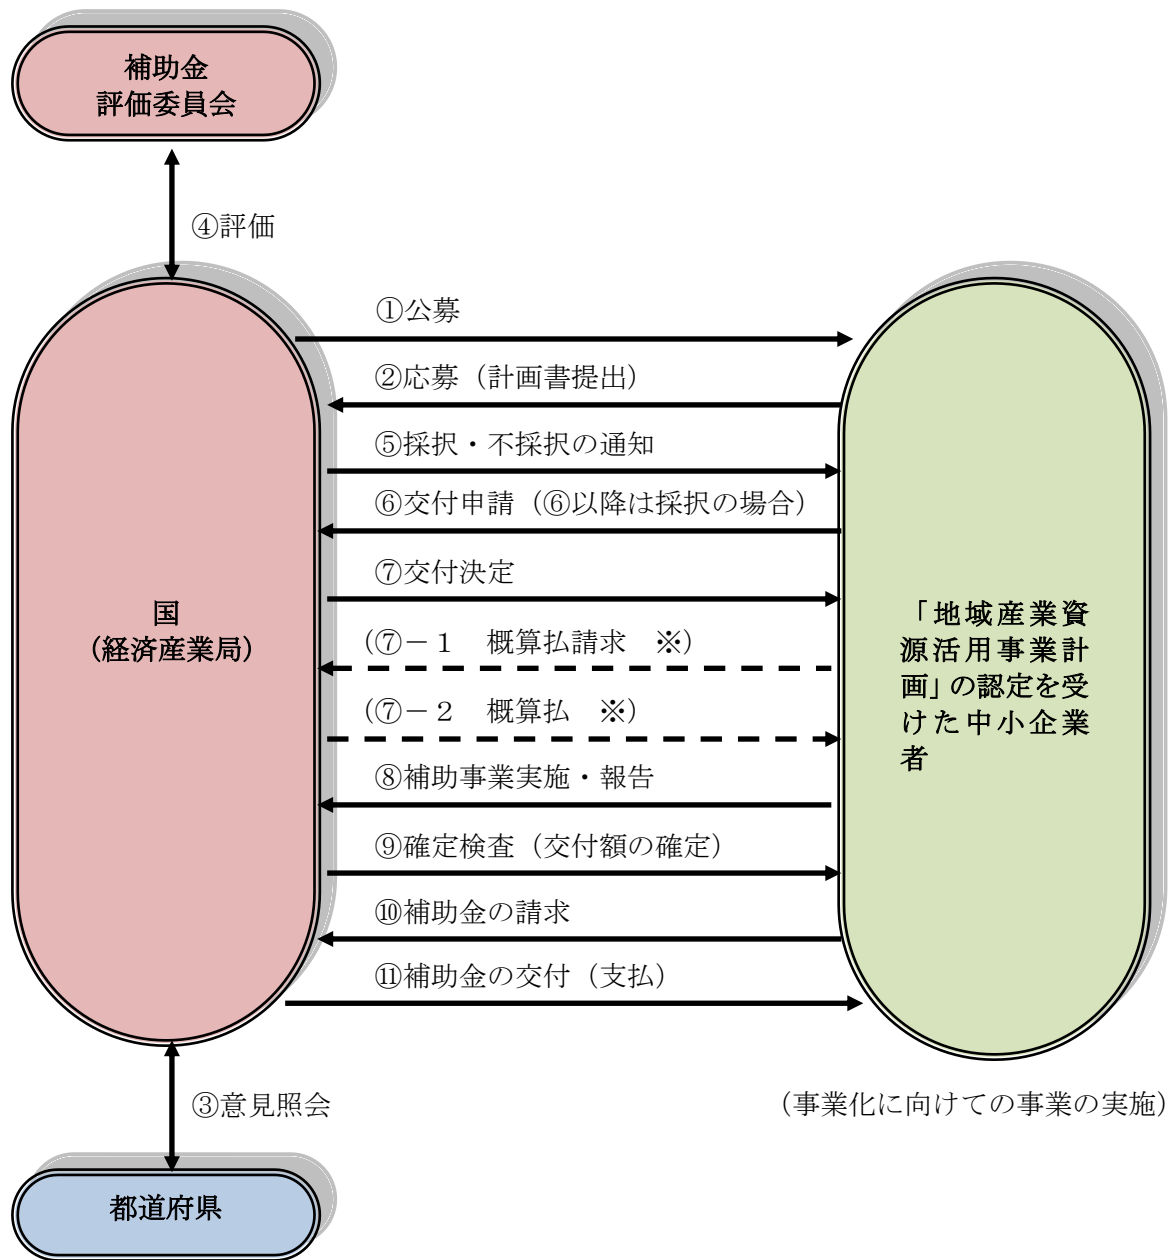 補助金
評価委員会
④評価
①公募
②応募（計画書提出）
⑤採択・不採択の通知
⑥交付申請（⑥以降は採択の場合）
⑦交付決定
国
（経済産業局）
（⑦－１　概算払請求　※）
（⑦－２　概算払　※）
⑧補助事業実施・報告
⑨確定検査（交付額の確定）
⑩補助金の請求
⑪補助金の交付（支払）
「地域産業資
源活用事業計
画」の認定を受
けた中小企業
者
③意見照会
（事業化に向けての事業の実施）
都道府県